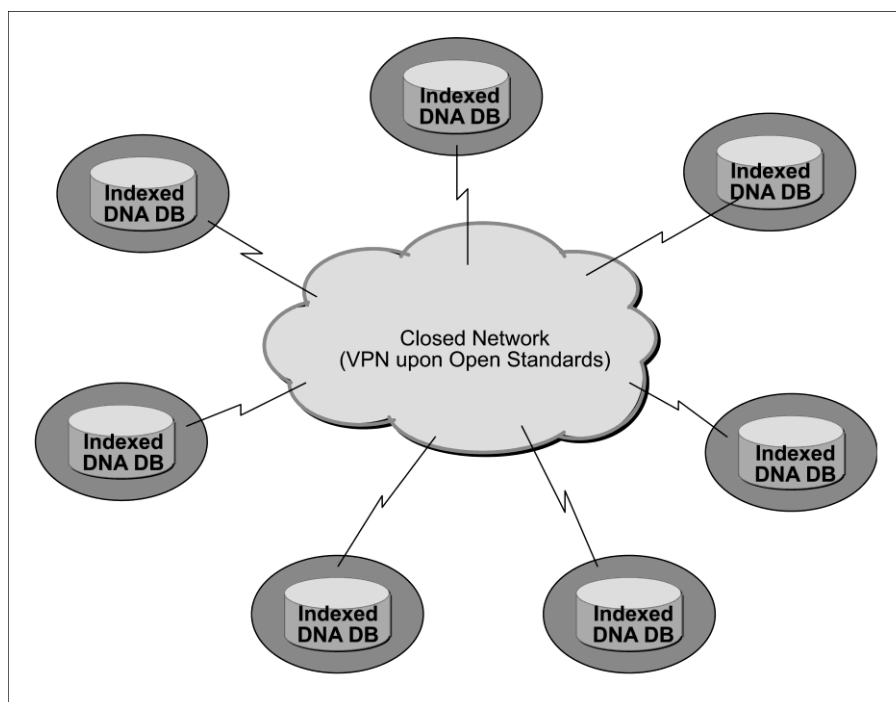 Indexed
DNA DB
Indexed
DNA DB
Indexed
DNA DB
Closed Network
(VPN upon Open Standards)
Indexed
DNA DB
Indexed
DNA DB
Indexed
DNA DB
Indexed
DNA DB